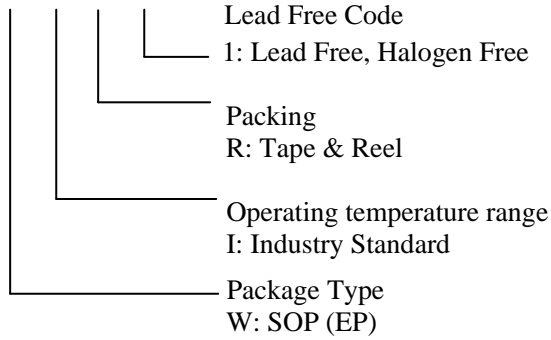 Lead Free Code
1: Lead Free, Halogen Free
Packing
R: Tape & Reel
Operating temperature range
I: Industry Standard
Package Type
W: SOP (EP)